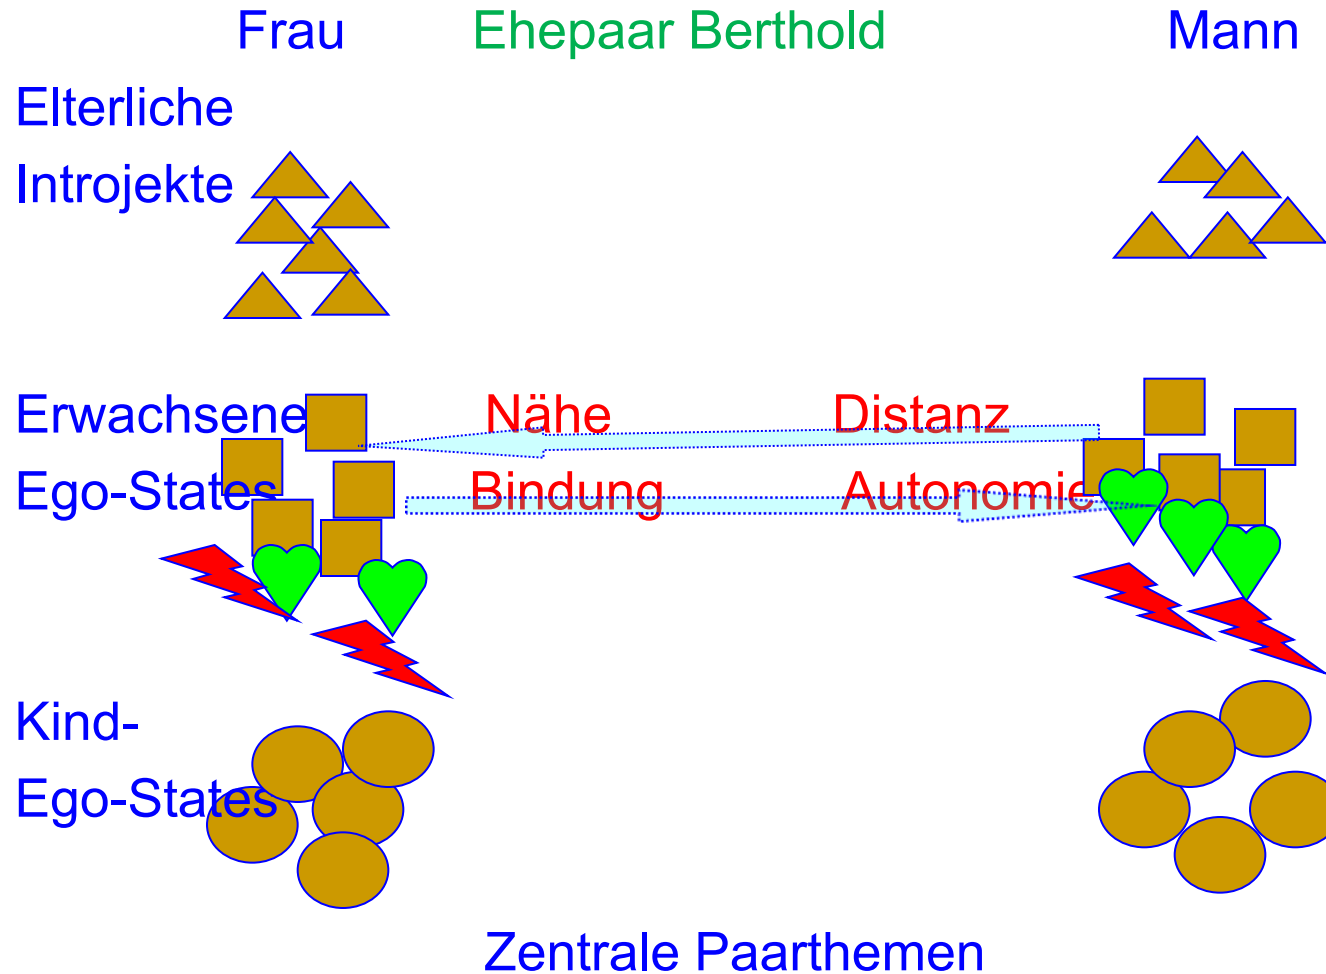 Frau Ehepaar Berthold Mann
Elterliche
Introjekte
Erwachsene Nähe Distanz
Ego-States Bindung Autonomie
Kind-
Ego-States
Zentrale Paarthemen